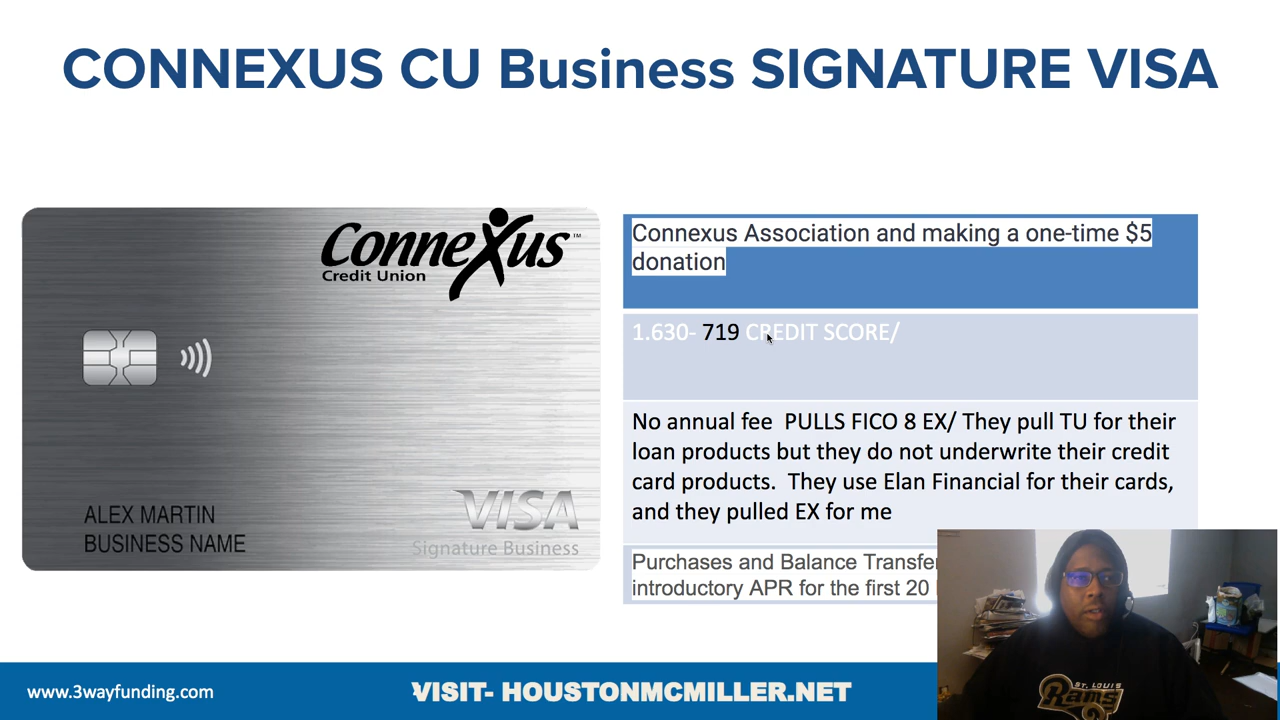 CONNEXUS CU Business SIGNATURE VISA
Connexus™
Credit Union
ALEX MARTIN
BUSINESS NAME
VISA
Signature Business
Connexus Association and making a one-time $5
donation
1.630- 719 CREDIT SCORE/
No annual fee PULLS FICO 8 EX/ They pull TU for their
loan products but they do not underwrite their credit
card products. They use Elan Financial for their cards,
and they pulled EX for me
Purchases and Balance Transfer
introductory APR for the first 20
ST. LOUIS
Rams
www.3wayfunding.com
VISIT- HOUSTONMCMILLER.NET